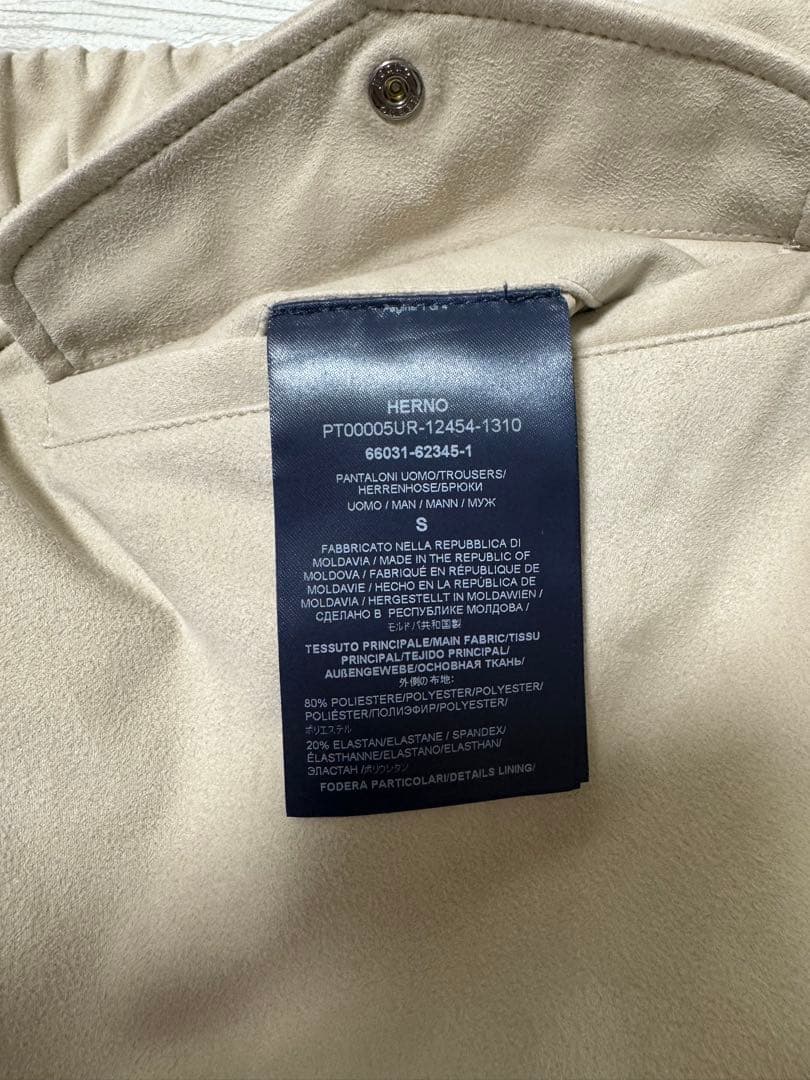 HERNO
PT00005UR-12454-1310
66031-62345-1
PANTALONI UOMO/TROUSERS/
HERRENHOSE/БРЮКИ
UOMO / MAN / MANN / МУЖ
S
FABBRICATO NELLA REPUBBLICA DI
MOLDAVIA / MADE IN THE REPUBLIC OF
MOLDOVA / FABRIQUÉ EN RÉPUBLIQUE DE
MOLDAVIE / HECHO EN LA REPÚBLICA DE
MOLDAVIA / HERGESTELLT IN MOLDAWIEN /
СДЕЛАНО В РЕСПУБЛИКЕ МОЛДОВА /
モルドバ共和国製
TESSUTO PRINCIPALE/MAIN FABRIC/TISSU
PRINCIPAL/TEJIDO PRINCIPAL/
AUßENGEWEBE/ОСНОВНАЯ ТКАНЬ/
外側の布地:
80% POLIESTERE/POLYESTER/POLYESTER/
POLIÉSTER/ПОЛИЭФИР/POLYESTER/
ポリエステル
20% ELASTAN/ELASTANE / SPANDEX/
ÉLASTHANNE/ELASTANO/ELASTHAN/
ЭЛАСТАН /ポリウレタン
FODERA PARTICOLARI/DETAILS LINING/